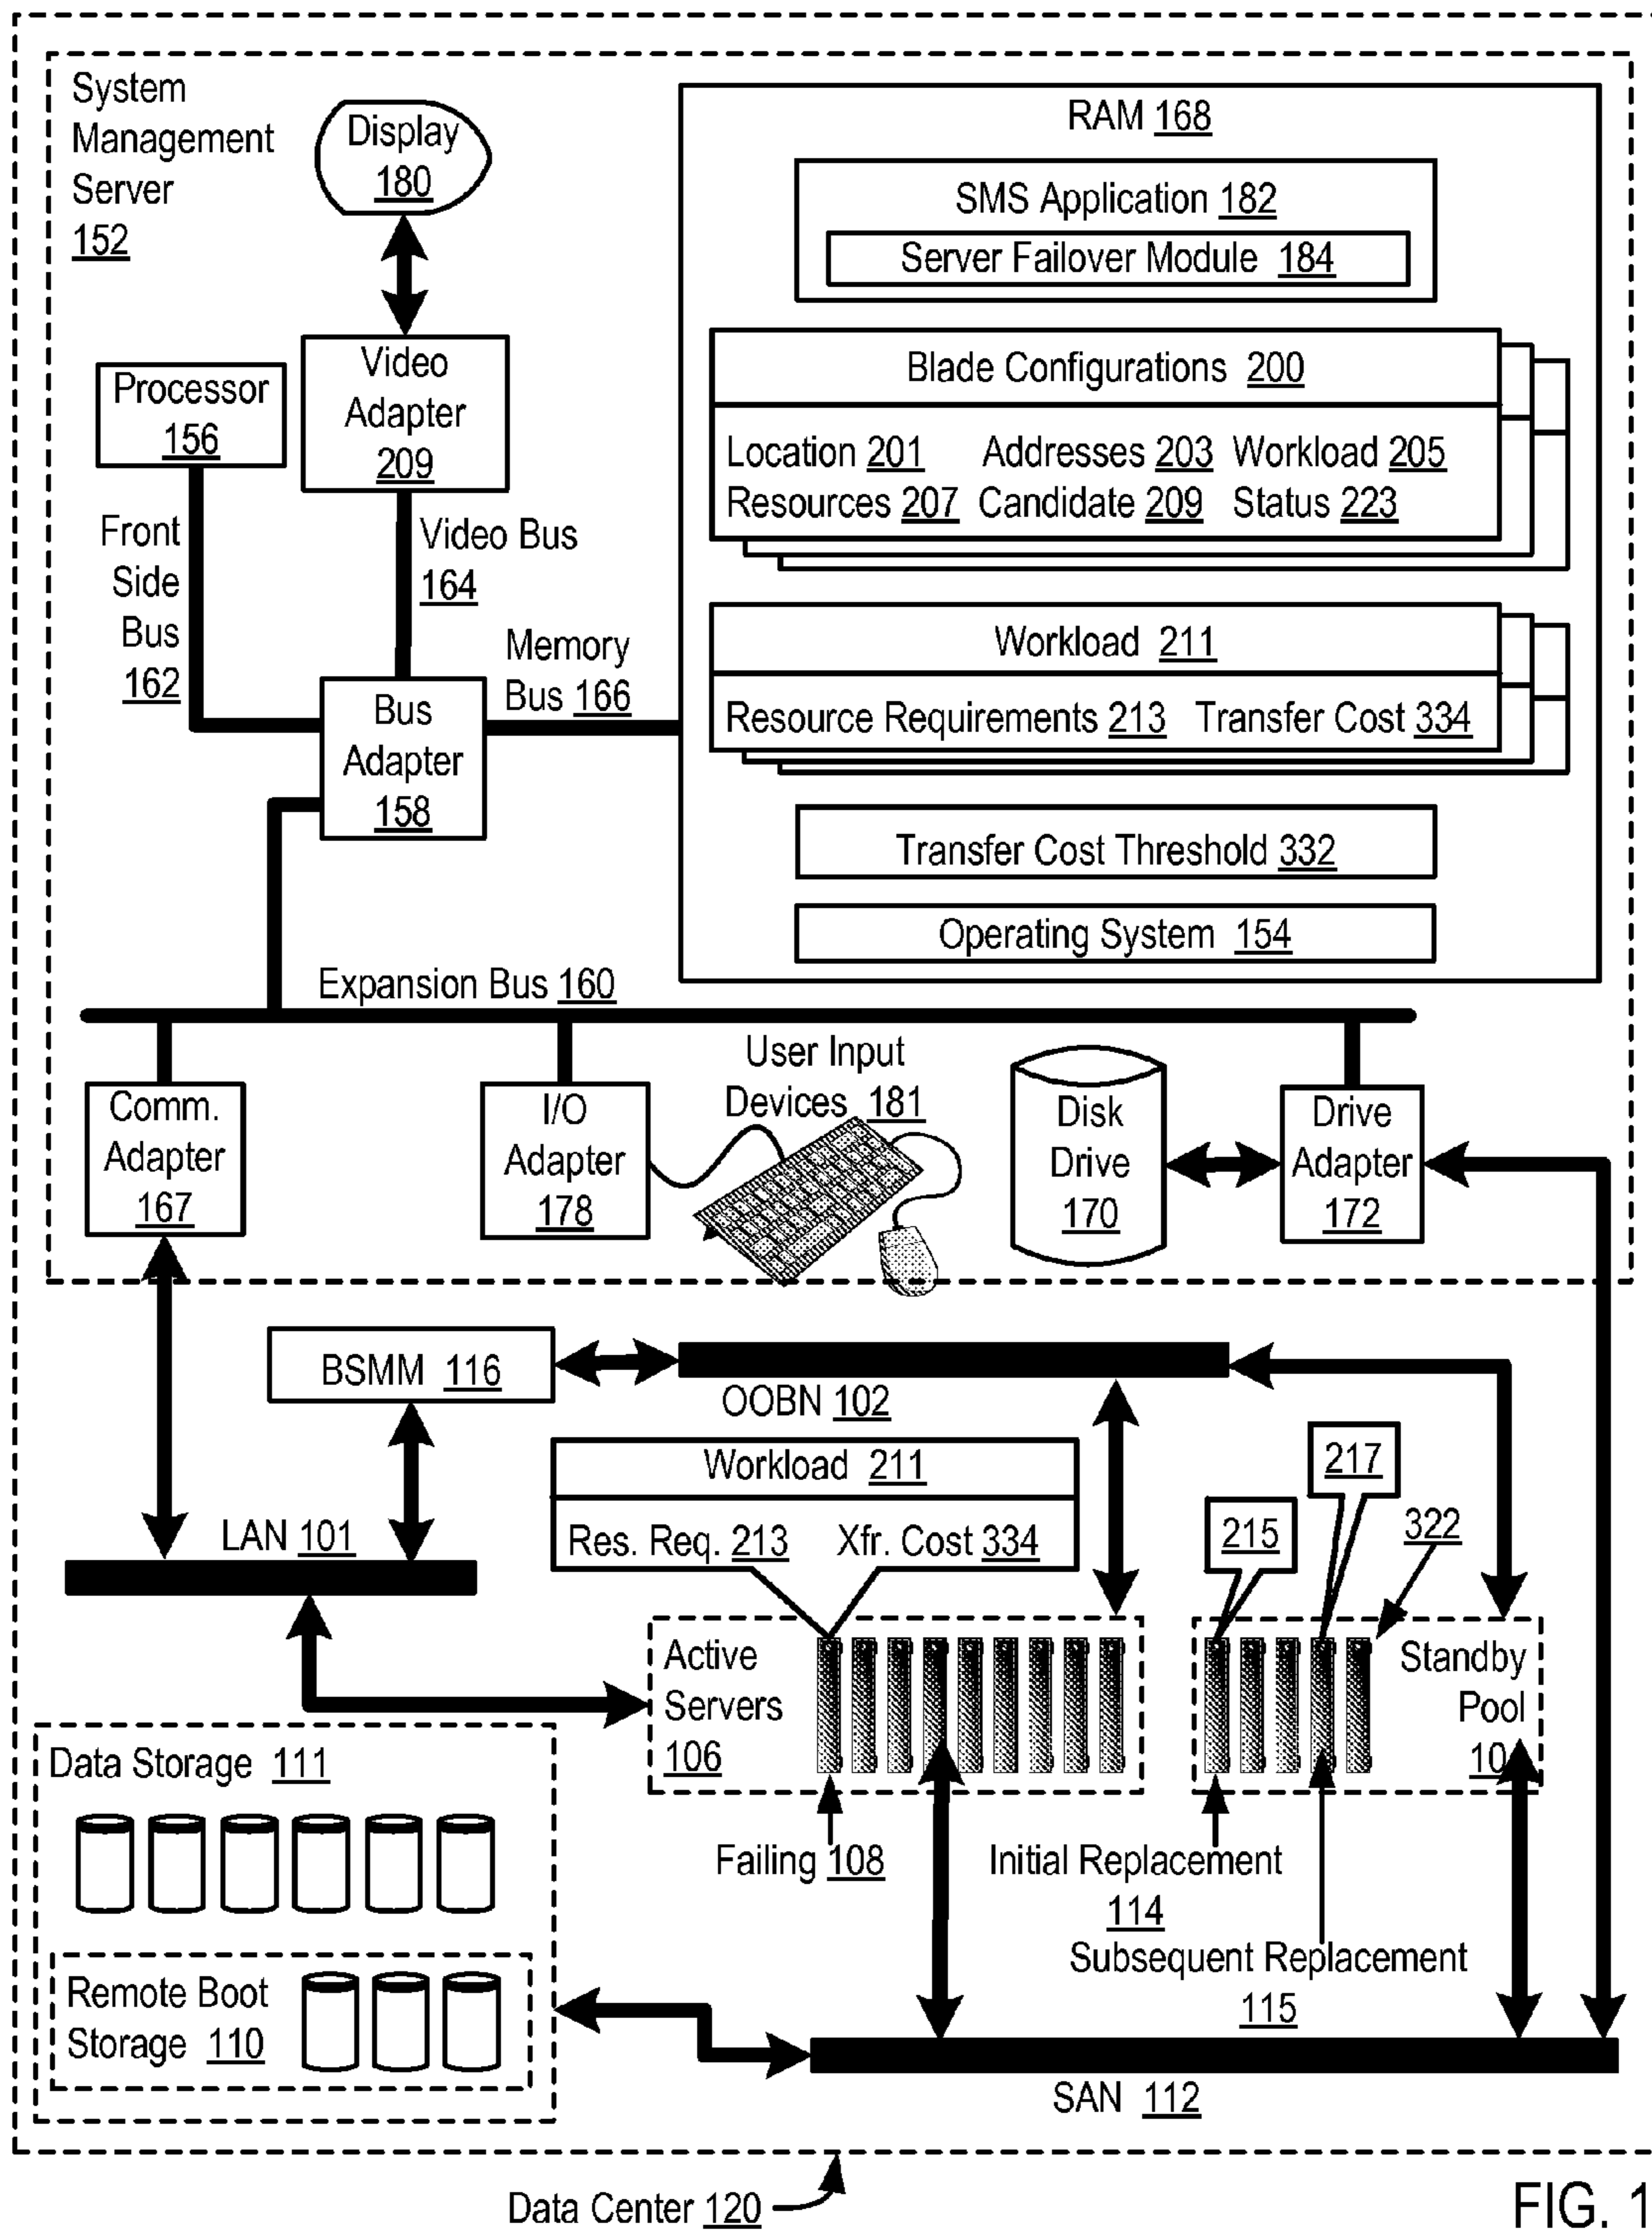 System
Management
Server
152
Display
180
Video
Adapter
209
Processor
156
Front
Side
Bus
162
Video Bus
164
Memory
Bus 166
Bus
Adapter
158
RAM 168
SMS Application 182
Server Failover Module 184
Blade Configurations 200
Location 201 Addresses 203 Workload 205
Resources 207 Candidate 209 Status 223
Workload 211
Resource Requirements 213 Transfer Cost 334
Transfer Cost Threshold 332
Operating System 154
Expansion Bus 160
Comm.
Adapter
167
I/O
Adapter
178
User Input
Devices 181
Disk
Drive
170
Drive
Adapter
172
BSMM 116
OOBN 102
LAN 101
Workload 211
Res. Req. 213 Xfr. Cost 334
215
217
322
Active
Servers
106
Standby
Pool
10
Failing 108
Initial Replacement
114
Subsequent Replacement
115
Data Storage 111
Remote Boot
Storage 110
SAN 112
Data Center 120
FIG. 1